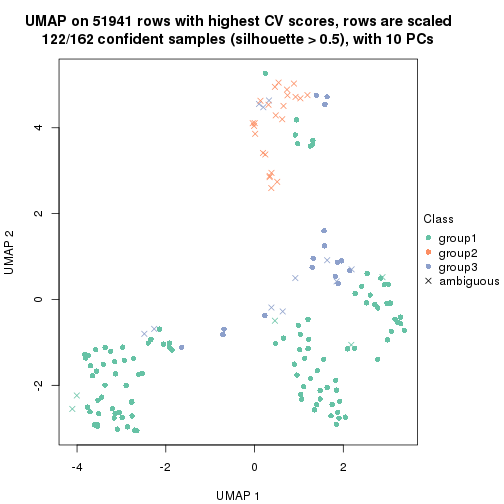 UMAP on 51941 rows with highest CV scores, rows are scaled
122/162 confident samples (silhouette > 0.5), with 10 PCs
4
2
0
-2
-4
-2
0
2
UMAP 2
UMAP 1
Class
group1
group2
group3
ambiguous